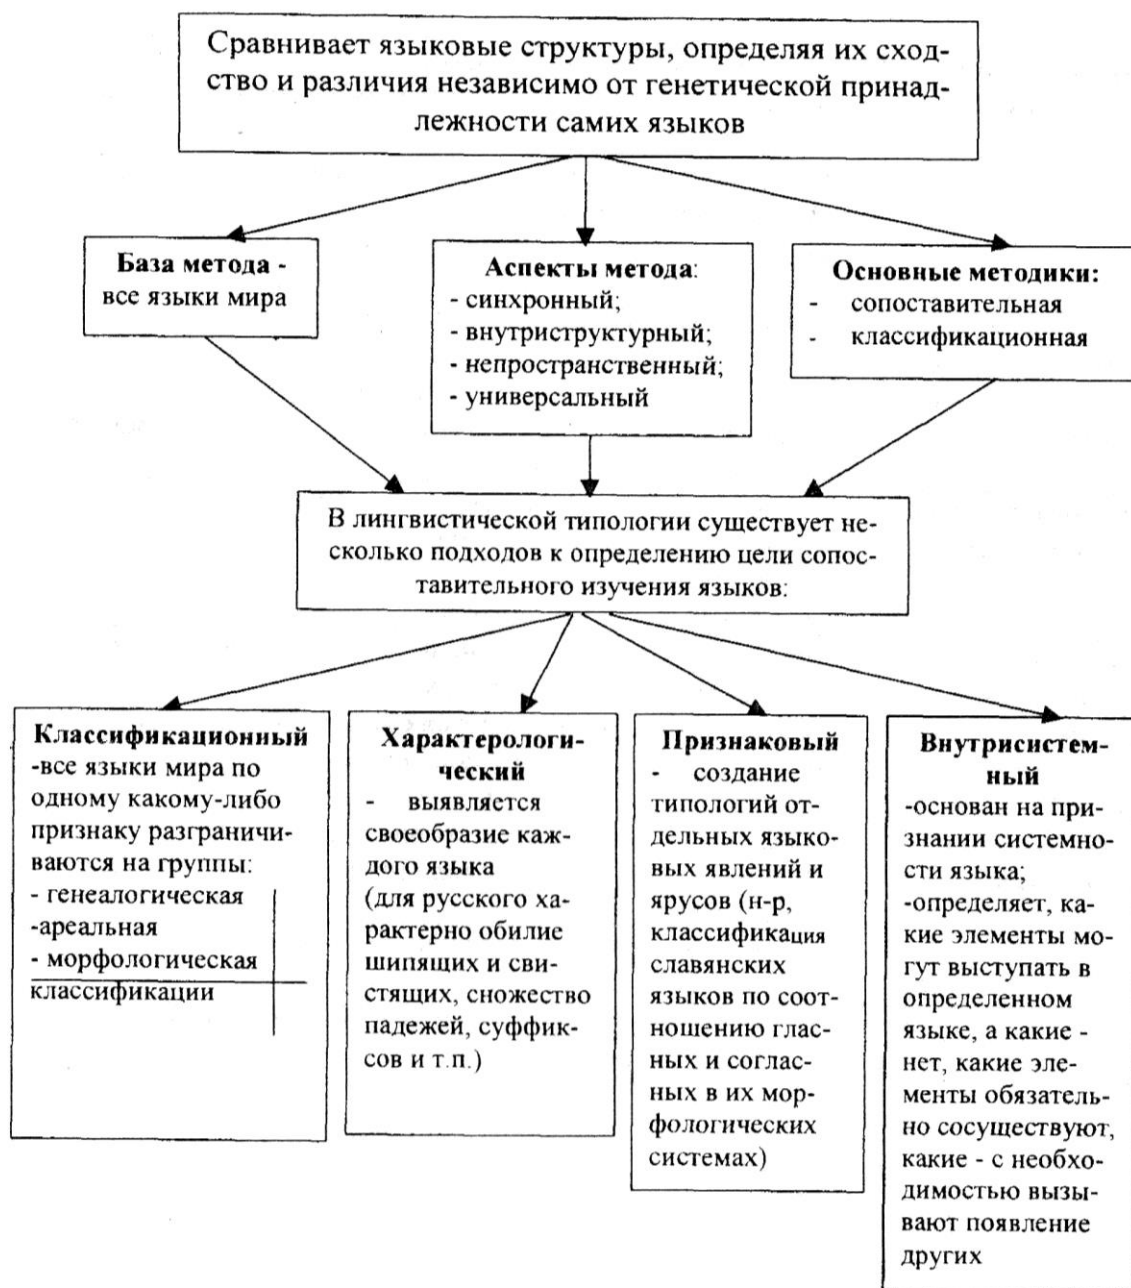 Сравнивает языковые структуры, определяя их сход-
ство и различия независимо от генетической принад-
лежности самих языков
База метода -
все языки мира
Аспекты метода:
- синхронный;
- внутриструктурный;
- непространственный;
- универсальный
Основные методики:
- сопоставительная
- классификационная
В лингвистической типологии существует не-
сколько подходов к определению цели сопос-
тавительного изучения языков:
Классификационный
-все языки мира по
одному какому-либо
признаку разграничи-
ваются на группы:
- генеалогическая
-ареальная
- морфологическая
классификации
Характерологи-
ческий
- выявляется
своеобразие каж-
дого языка
(для русского ха-
рактерно обилие
шипящих и сви-
стящих, сножество
падежей, суффик-
сов и т.п.)
Признаковый
- создание
типологий от-
дельных языко-
вых явлений и
ярусов (н-р,
классификация
славянских
языков по соот-
ношению глас-
ных и соглас-
ных в их мор-
фологических
системах)
Внутрисистем-
ный
-основан на при-
знании системно-
сти языка;
-определяет, ка-
кие элементы мо-
гут выступать в
определенном
языке, а какие -
нет, какие эле-
менты обязатель-
но сосуществуют,
какие - с необхо-
димостью вызы-
вают появление
других